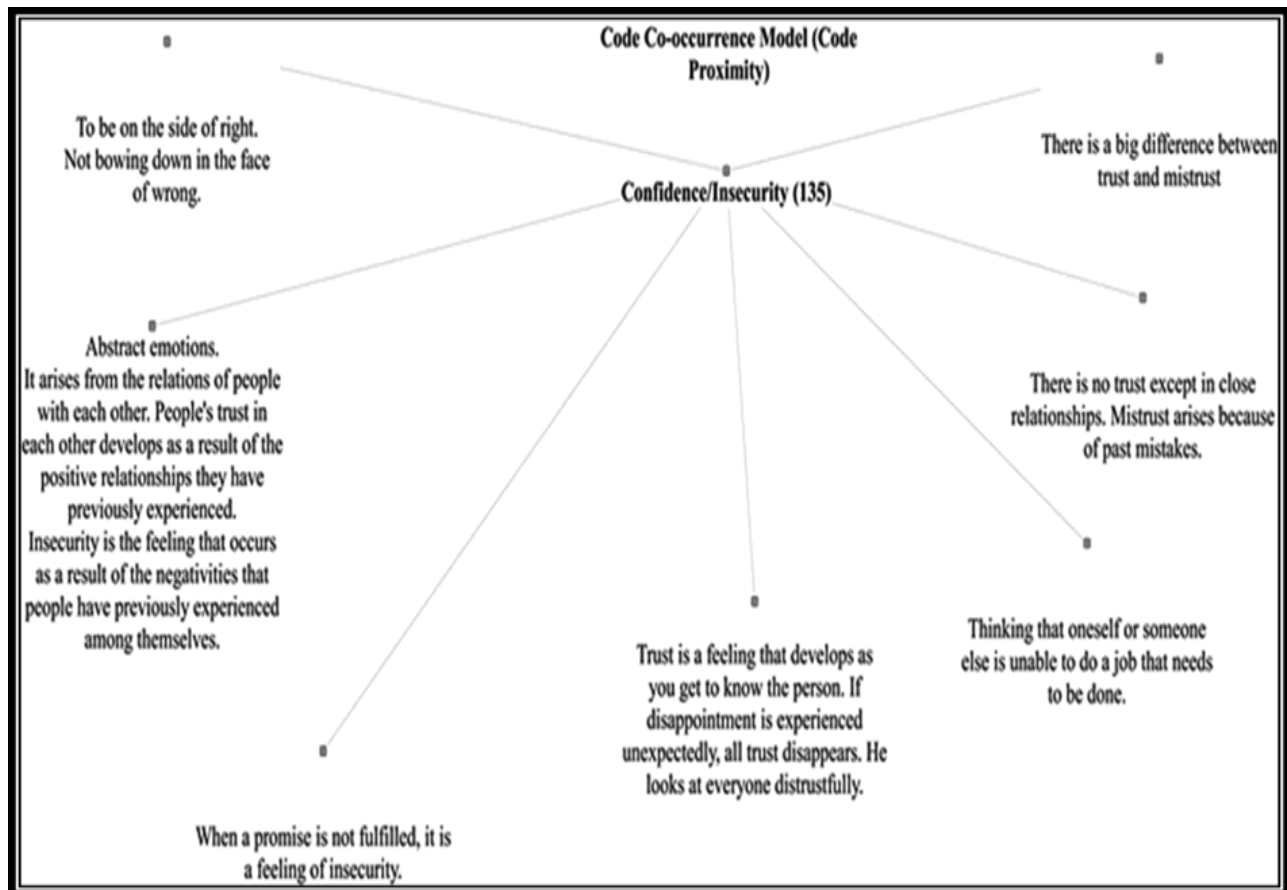 Code Co-occurrence Model (Code
Proximity)
To be on the side of right.
Not bowing down in the face
of wrong.
There is a big difference between
trust and mistrust
Confidence/Insecurity (135)
Abstract emotions.
It arises from the relations of people
with each other. People's trust in
each other develops as a result of the
positive relationships they have
previously experienced.
Insecurity is the feeling that occurs
as a result of the negativities that
people have previously experienced
among themselves.
There is no trust except in close
relationships. Mistrust arises because
of past mistakes.
Thinking that oneself or someone
else is unable to do a job that needs
to be done.
Trust is a feeling that develops as
you get to know the person. If
disappointment is experienced
unexpectedly, all trust disappears. He
looks at everyone distrustfully.
When a promise is not fulfilled, it is
a feeling of insecurity.